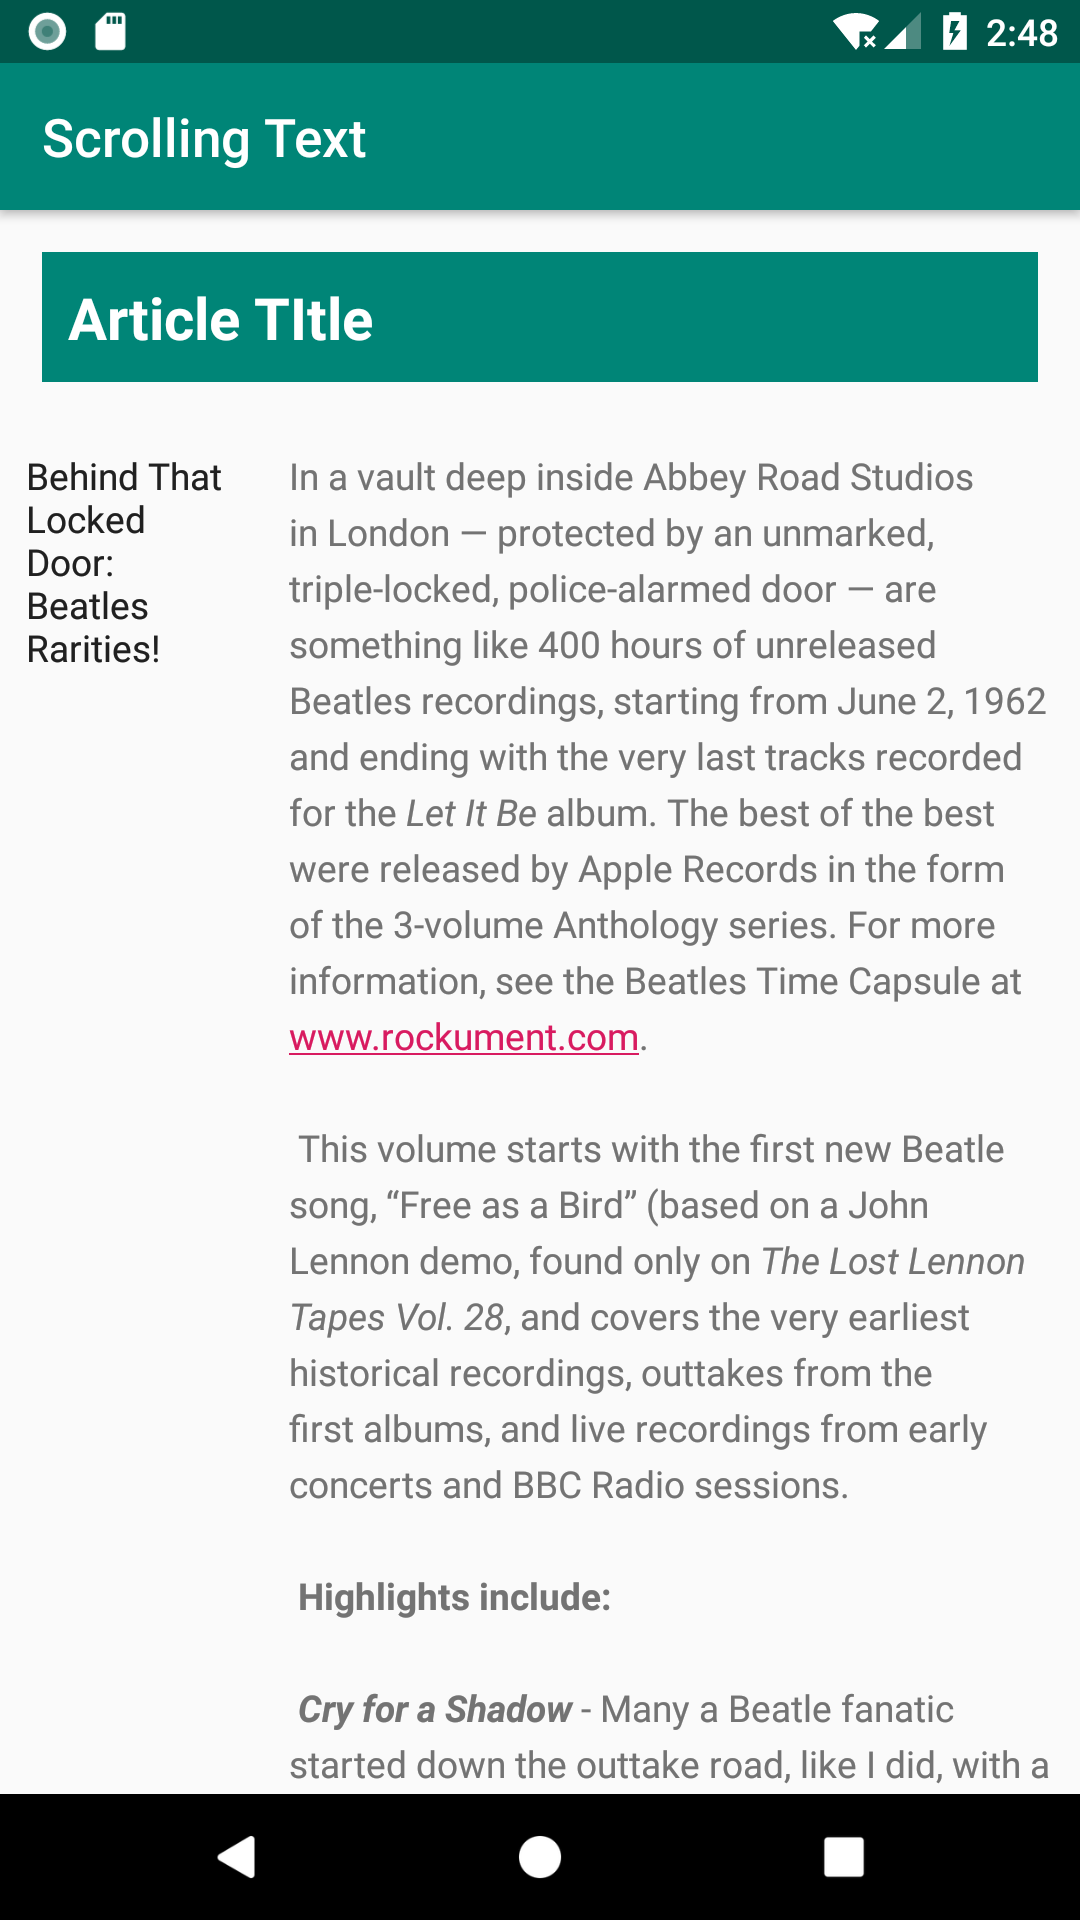 2:48
Scrolling Text
Article TItle
Behind That
Locked
Door:
Beatles
Rarities!
In a vault deep inside Abbey Road Studios
in London — protected by an unmarked,
triple-locked, police-alarmed door — are
something like 400 hours of unreleased
Beatles recordings, starting from June 2, 1962
and ending with the very last tracks recorded
for the Let It Be album. The best of the best
were released by Apple Records in the form
of the 3-volume Anthology series. For more
information, see the Beatles Time Capsule at
www.rockument.com.
This volume starts with the first new Beatle
song, “Free as a Bird” (based on a John
Lennon demo, found only on The Lost Lennon
Tapes Vol. 28, and covers the very earliest
historical recordings, outtakes from the
first albums, and live recordings from early
concerts and BBC Radio sessions.
Highlights include:
Cry for a Shadow - Many a Beatle fanatic
started down the outtake road, like I did, with a